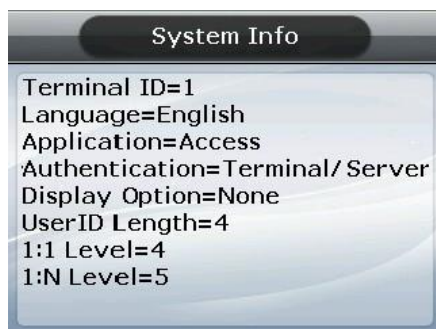 System Info
Terminal ID=1
Language=English
Application=Access
Authentication=Terminal/Server
Display Option=None
UserID Length=4
1:1 Level=4
1:N Level=5